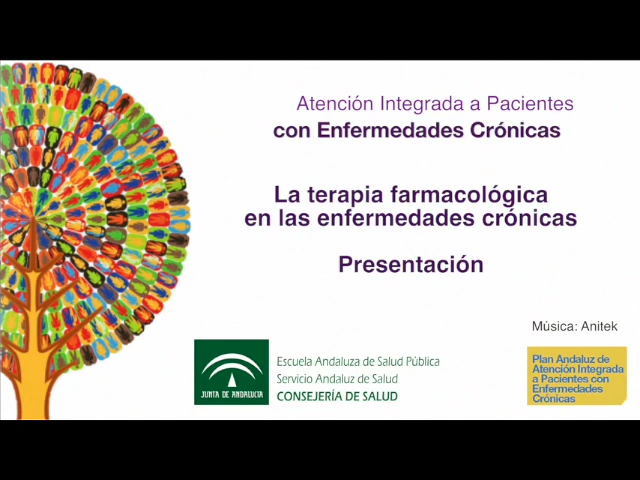 Atención Integrada a Pacientes
con Enfermedades Crónicas
La terapia farmacológica
en las enfermedades crónicas
Presentación
Música: Anitek
JUNTA DE ANDALUCIA
Escuela Andaluza de Salud Pública
Servicio Andaluz de Salud
CONSEJERÍA DE SALUD
Plan Andaluz de
Atención Integrada
a Pacientes con
Enfermedades
Crónicas